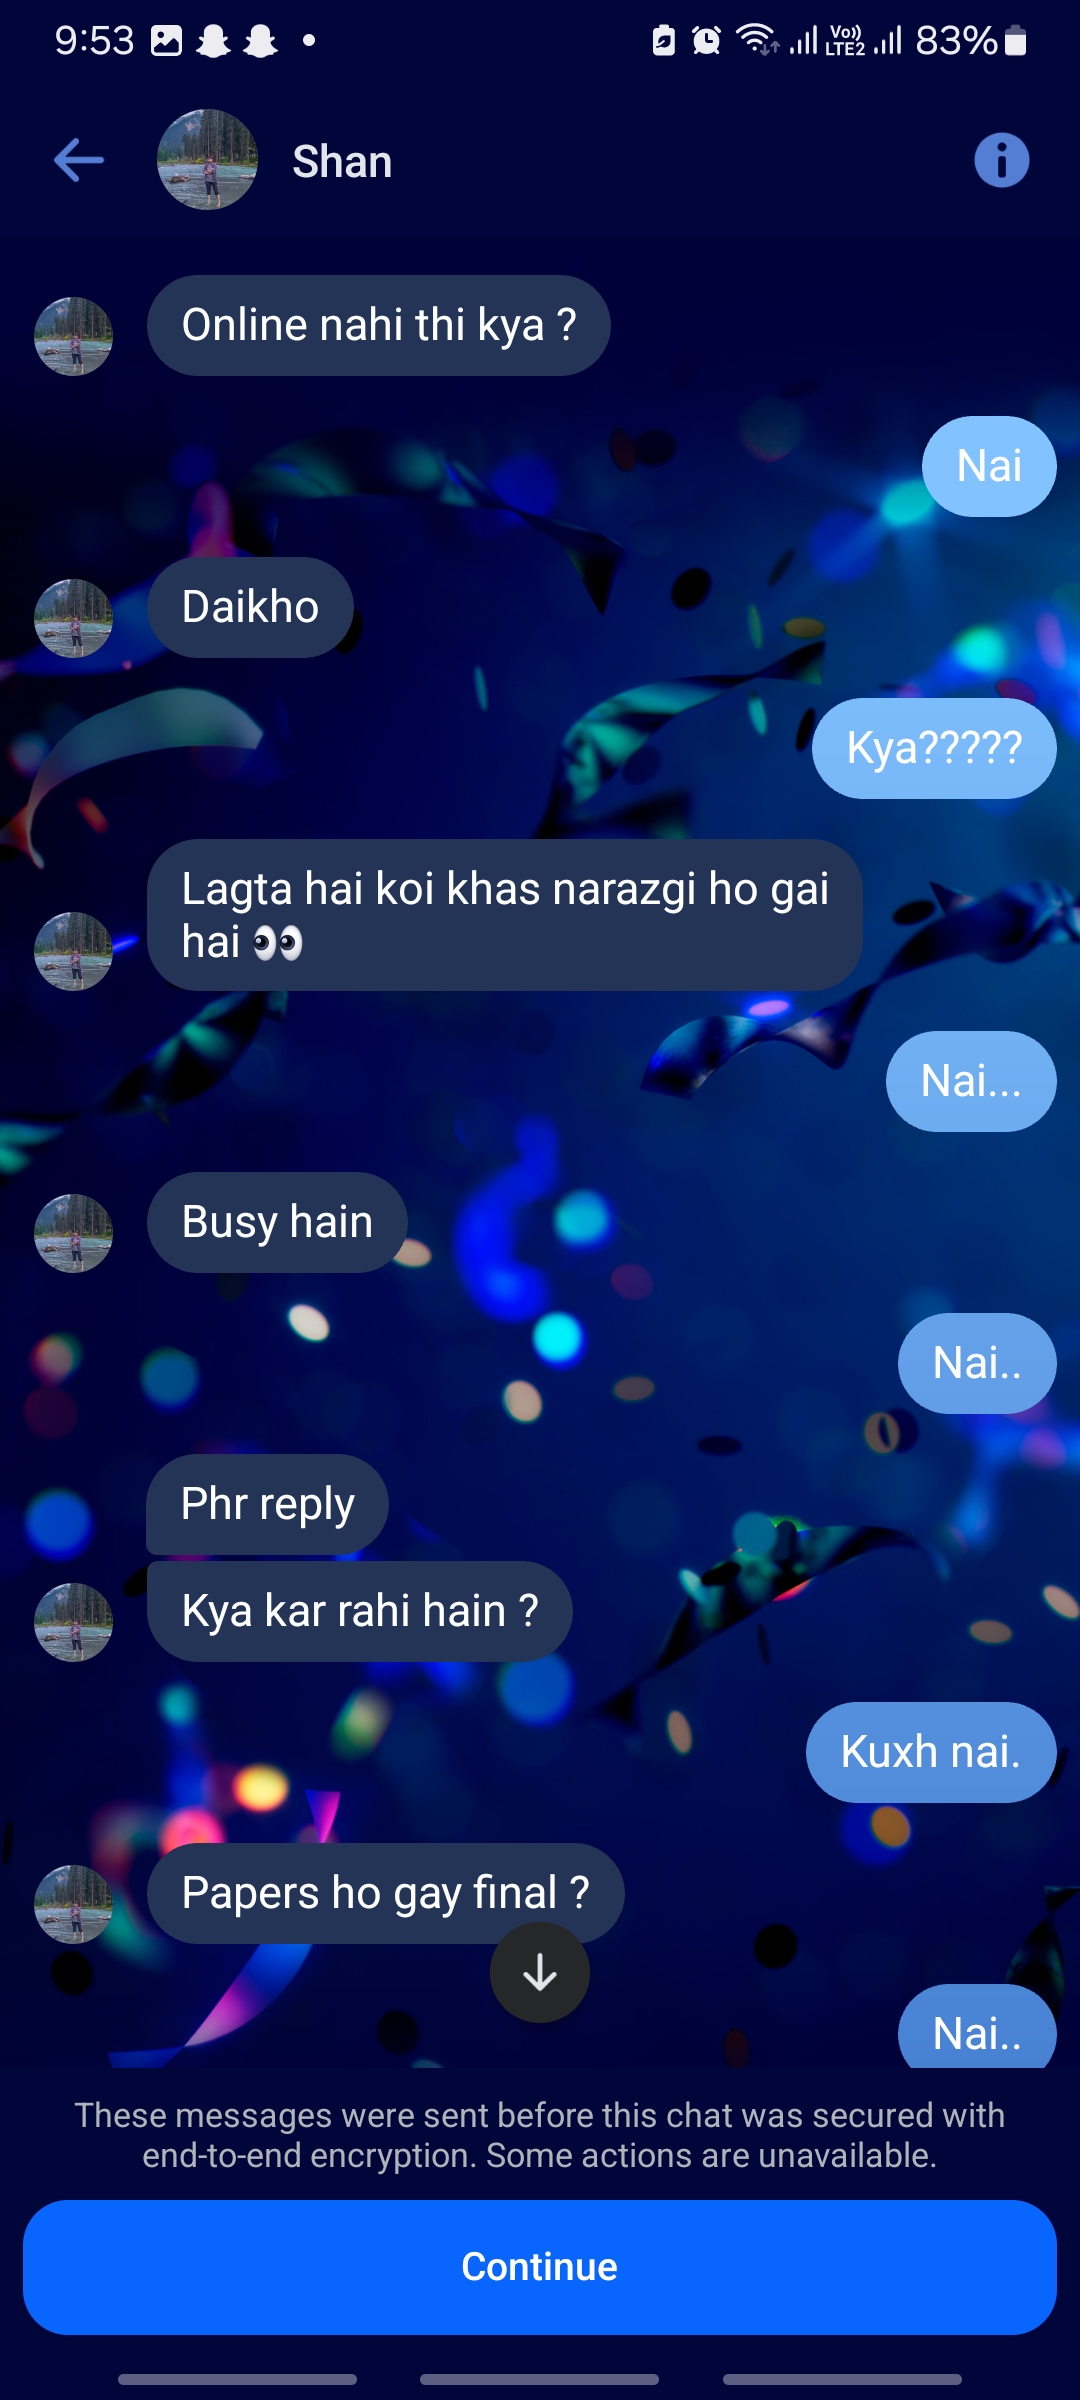 9:53
Vo))
LTE2
83%
Shan
Online nahi thi kya ?
Nai
Daikho
Kya?????
Lagta hai koi khas narazgi ho gai
hai 👀
Nai...
Busy hain
Nai..
Phr reply
Kya kar rahi hain ?
Kuxh nai.
Papers ho gay final ?
Nai..
These messages were sent before this chat was secured with
end-to-end encryption. Some actions are unavailable.
Continue